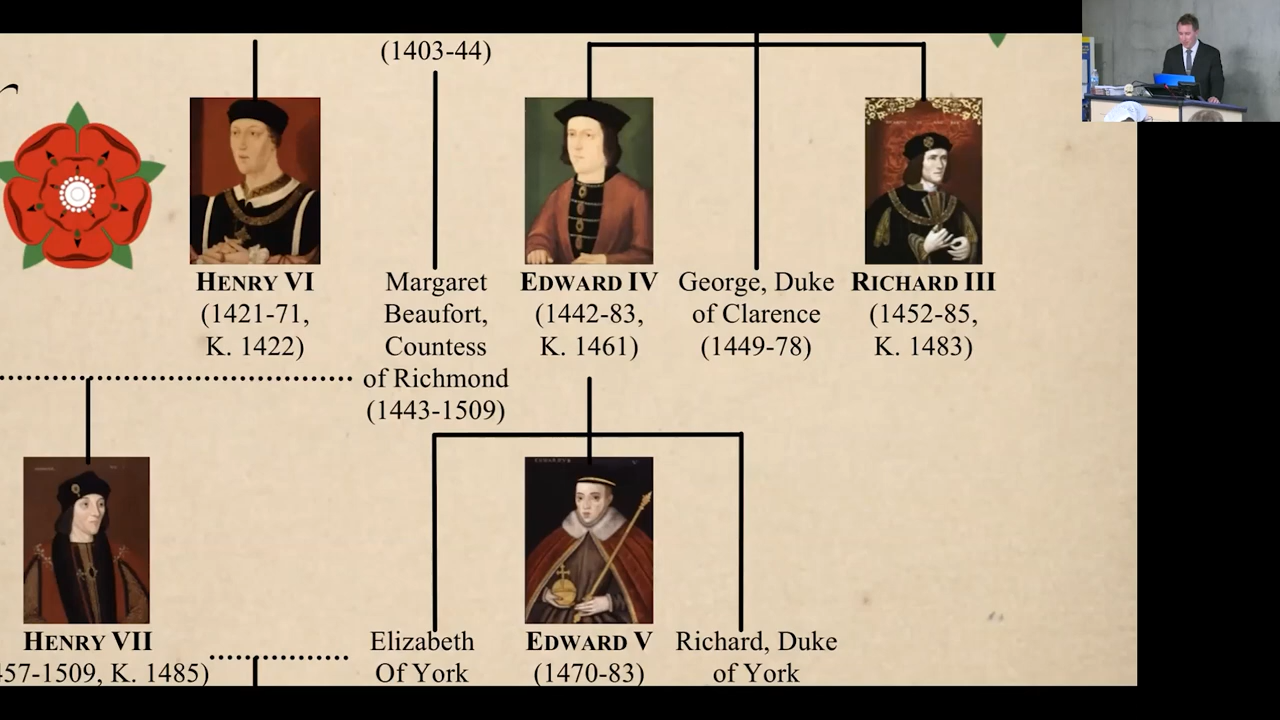 (1403-44)
HENRY VI
(1421-71,
K. 1422)
Margaret
Beaufort,
Countess
of Richmond
(1443-1509)
EDWARD IV
(1442-83,
K. 1461)
George, Duke
of Clarence
(1449-78)
RICHARD III
(1452-85,
K. 1483)
HENRY VII
57-1509, K. 1485)
Elizabeth
Of York
EDWARD V
(1470-83)
Richard, Duke
of York